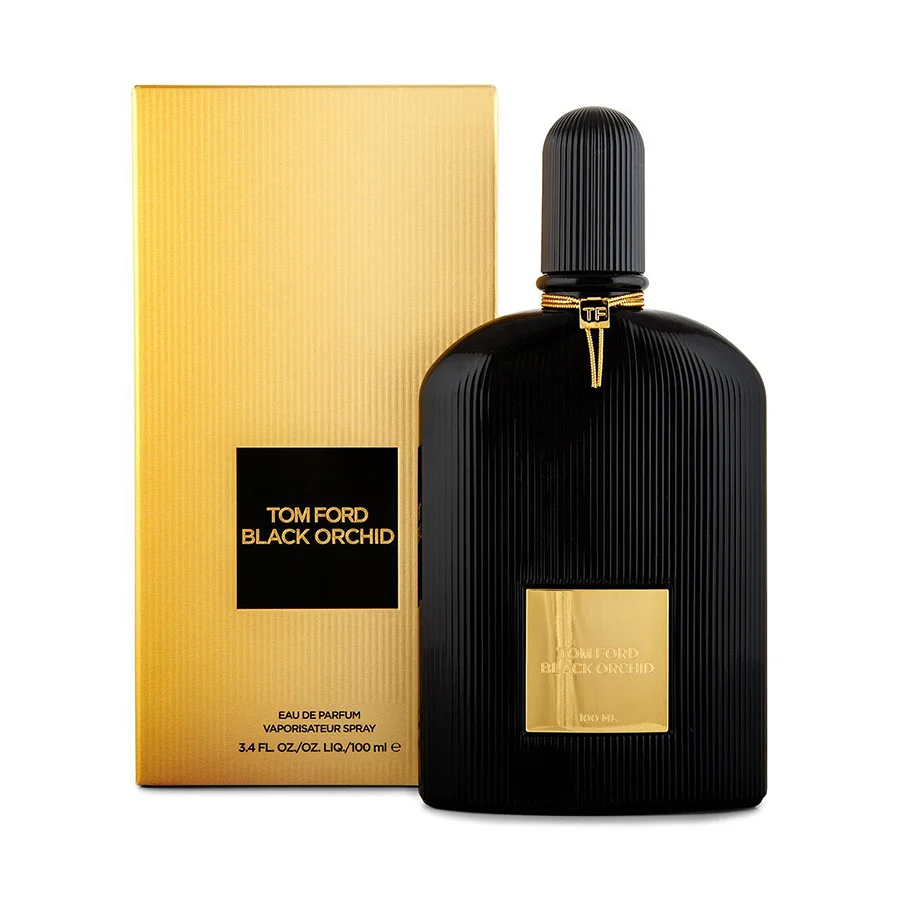 TOM FORD
BLACK ORCHID
EAU DE PARFUM
VAPORISATEUR SPRAY
3.4 FL. OZ./OZ. LIQ./100 ml ℮
TF
TOM FORD
BLACK ORCHID
100 ML